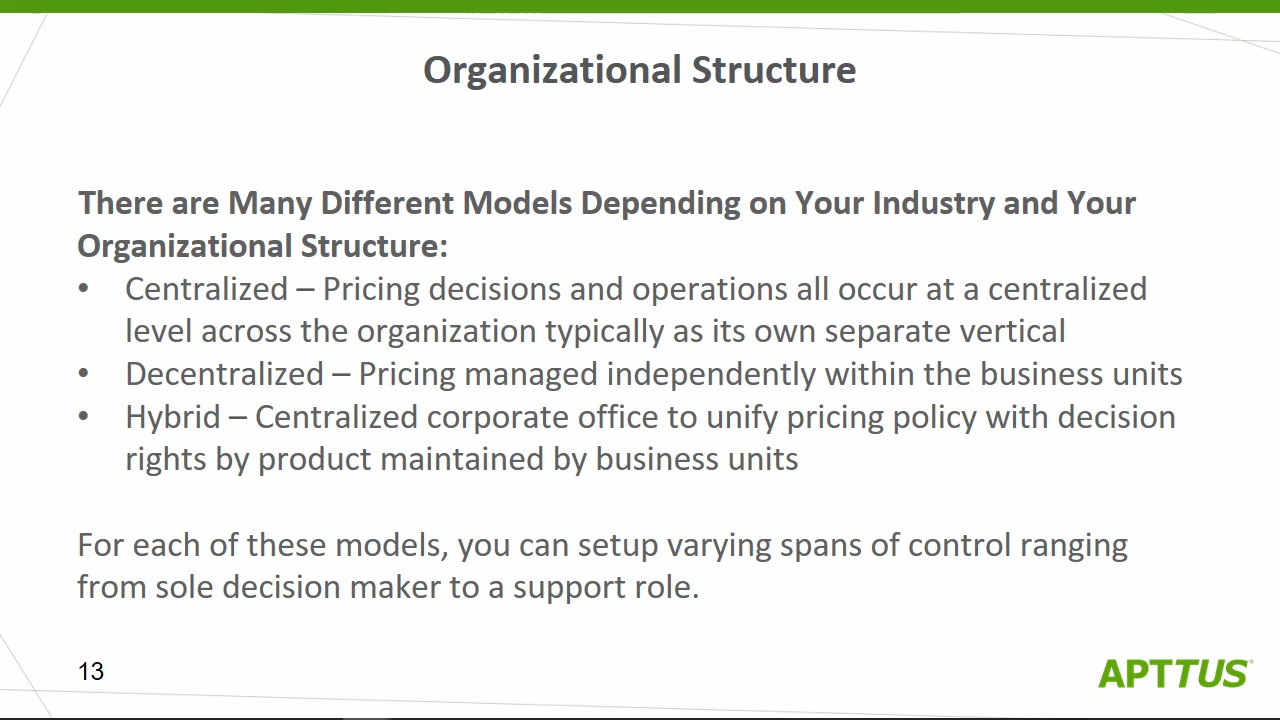 Organizational Structure
There are Many Different Models Depending on Your Industry and Your
Organizational Structure:
• Centralized – Pricing decisions and operations all occur at a centralized
level across the organization typically as its own separate vertical
• Decentralized – Pricing managed independently within the business units
• Hybrid – Centralized corporate office to unify pricing policy with decision
rights by product maintained by business units
For each of these models, you can setup varying spans of control ranging
from sole decision maker to a support role.
13
APTTUS